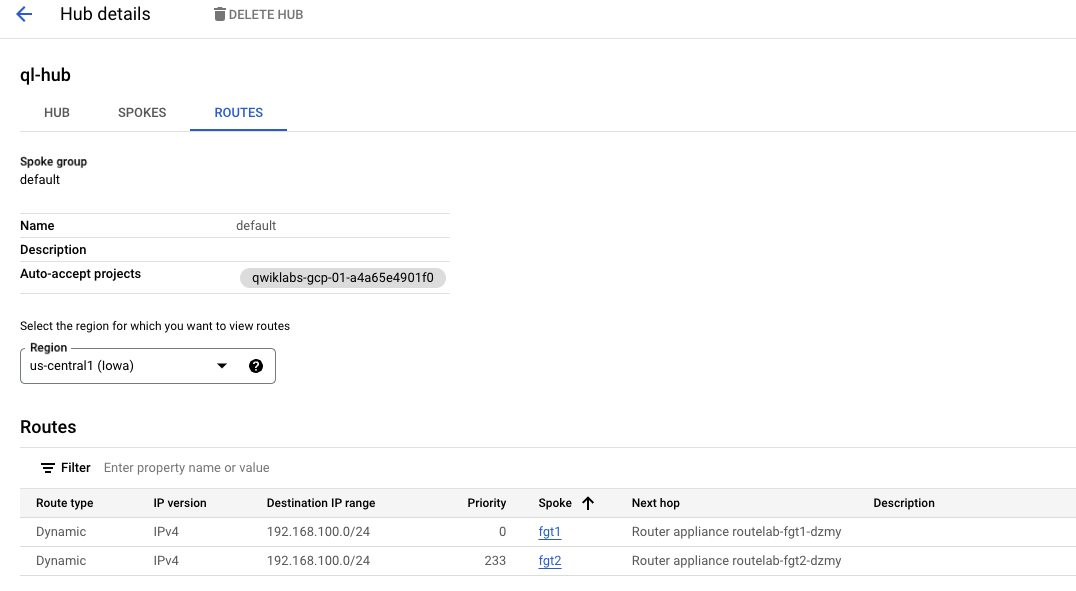 Hub details DELETE HUB
ql-hub
HUB SPOKES ROUTES
Spoke group
default
Name default
Description
Auto-accept projects qwiklabs-gcp-01-a4a65e4901f0
Select the region for which you want to view routes
Region
us-central1 (Iowa) ?
Routes
Filter Enter property name or value
Route type IP version Destination IP range Priority Spoke Next hop Description
Dynamic IPv4 192.168.100.0/24 0 fgt1 Router appliance routelab-fgt1-dzmy
Dynamic IPv4 192.168.100.0/24 233 fgt2 Router appliance routelab-fgt2-dzmy